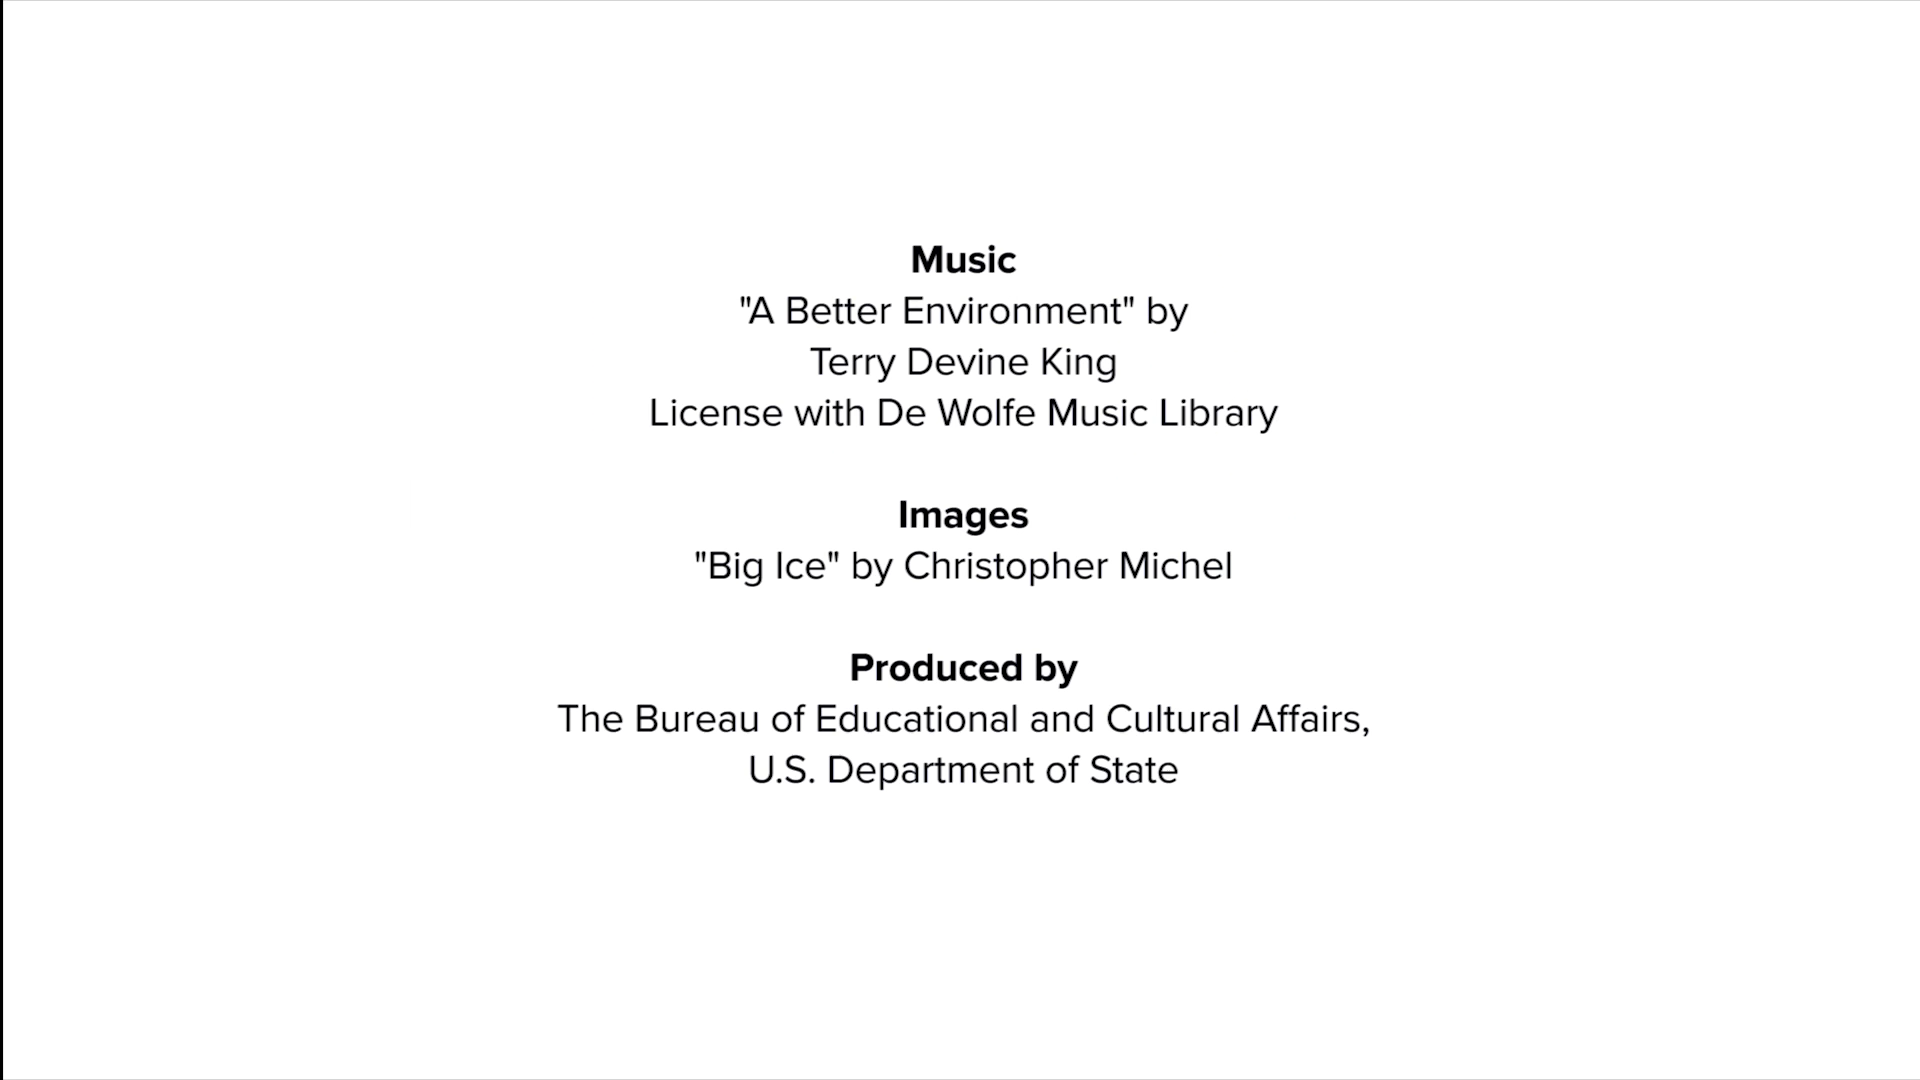 Music
"A Better Environment" by
Terry Devine King
License with De Wolfe Music Library
Images
"Big Ice" by Christopher Michel
Produced by
The Bureau of Educational and Cultural Affairs,
U.S. Department of State